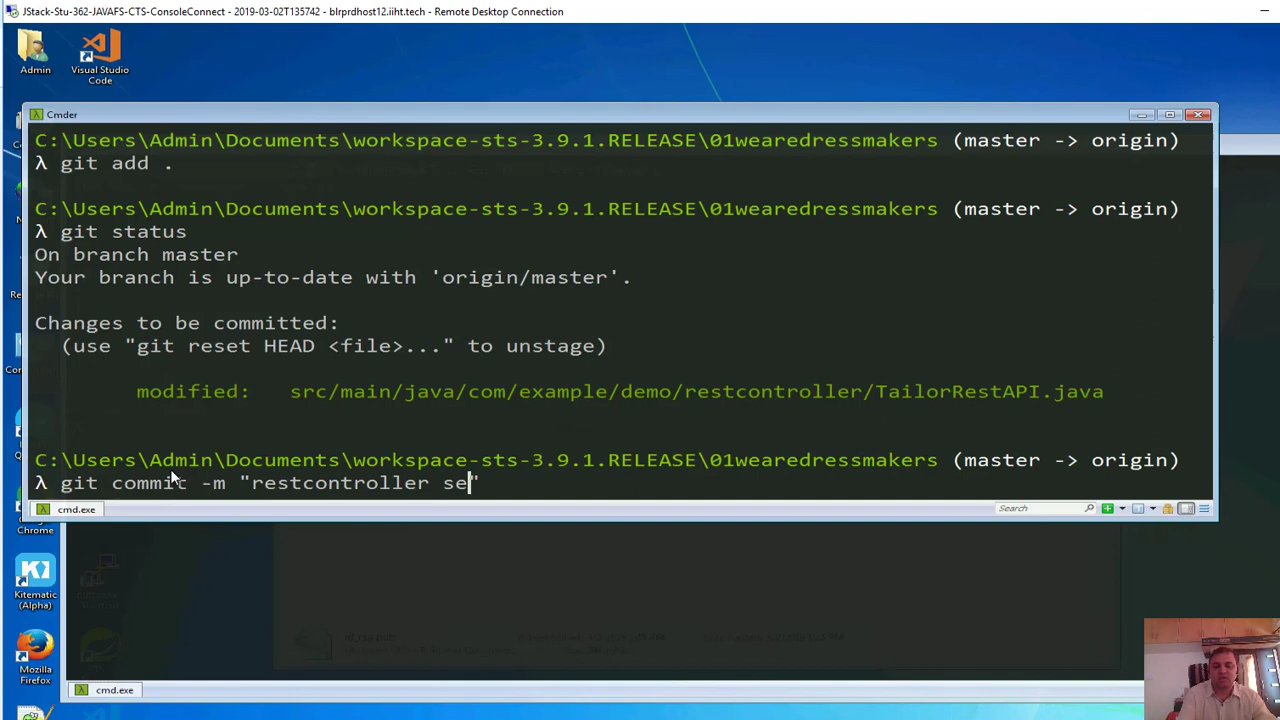 JStack-Stu-362-JAVAFS-CTS-ConsoleConnect - 2019-03-02T135742 - blrprdhost12.iiht.tech - Remote Desktop Connection
Admin
Visual Studio
Code
Cmder
C:\Users\Admin\Documents\workspace-sts-3.9.1.RELEASE\01wearedressmakers (master -> origin)
λ git add .
C:\Users\Admin\Documents\workspace-sts-3.9.1.RELEASE\01wearedressmakers (master -> origin)
λ git status
On branch master
Your branch is up-to-date with 'origin/master'.
Changes to be committed:
(use "git reset HEAD <file>..." to unstage)
modified: src/main/java/com/example/demo/restcontroller/TailorRestAPI.java
C:\Users\Admin\Documents\workspace-sts-3.9.1.RELEASE\01wearedressmakers (master -> origin)
λ git commit -m "restcontroller se"
cmd.exe
Search
Chrome
Kitematic
(Alpha)
Mozilla
Firefox
cmd.exe